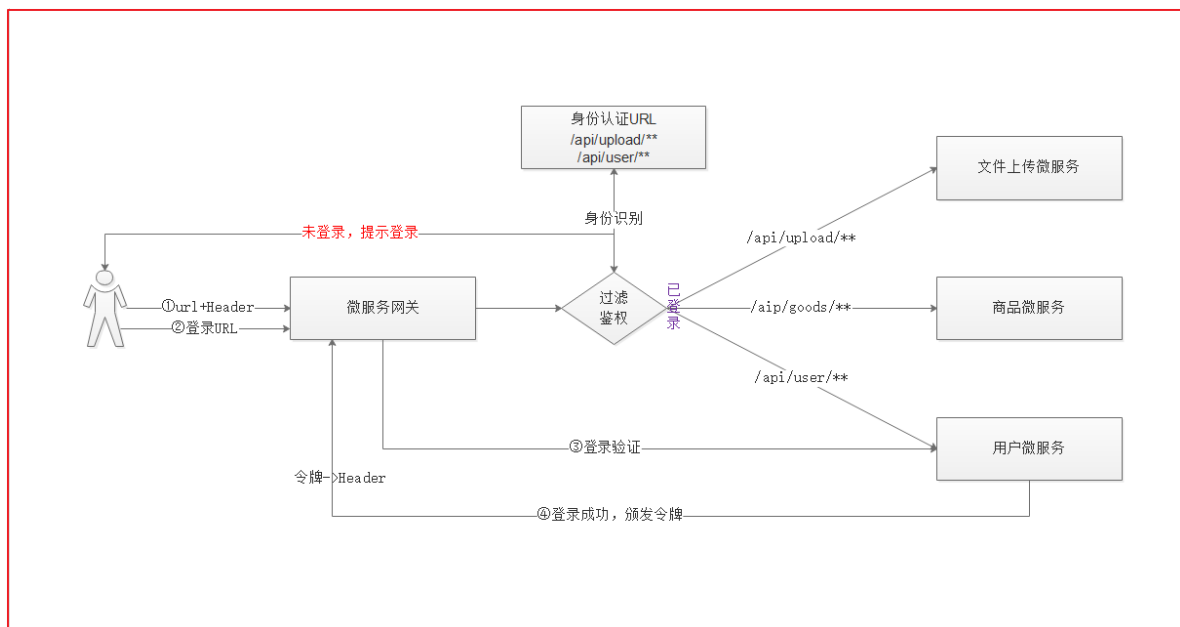 身份认证URL
/api/upload/**
/api/user/**
文件上传微服务
身份识别
未登录，提示登录
/api/upload/**
①url+Header
②登录URL
微服务网关
过滤
鉴权
已登录
/aip/goods/**
商品微服务
/api/user/**
③登录验证
用户微服务
令牌->Header
④登录成功，颁发令牌